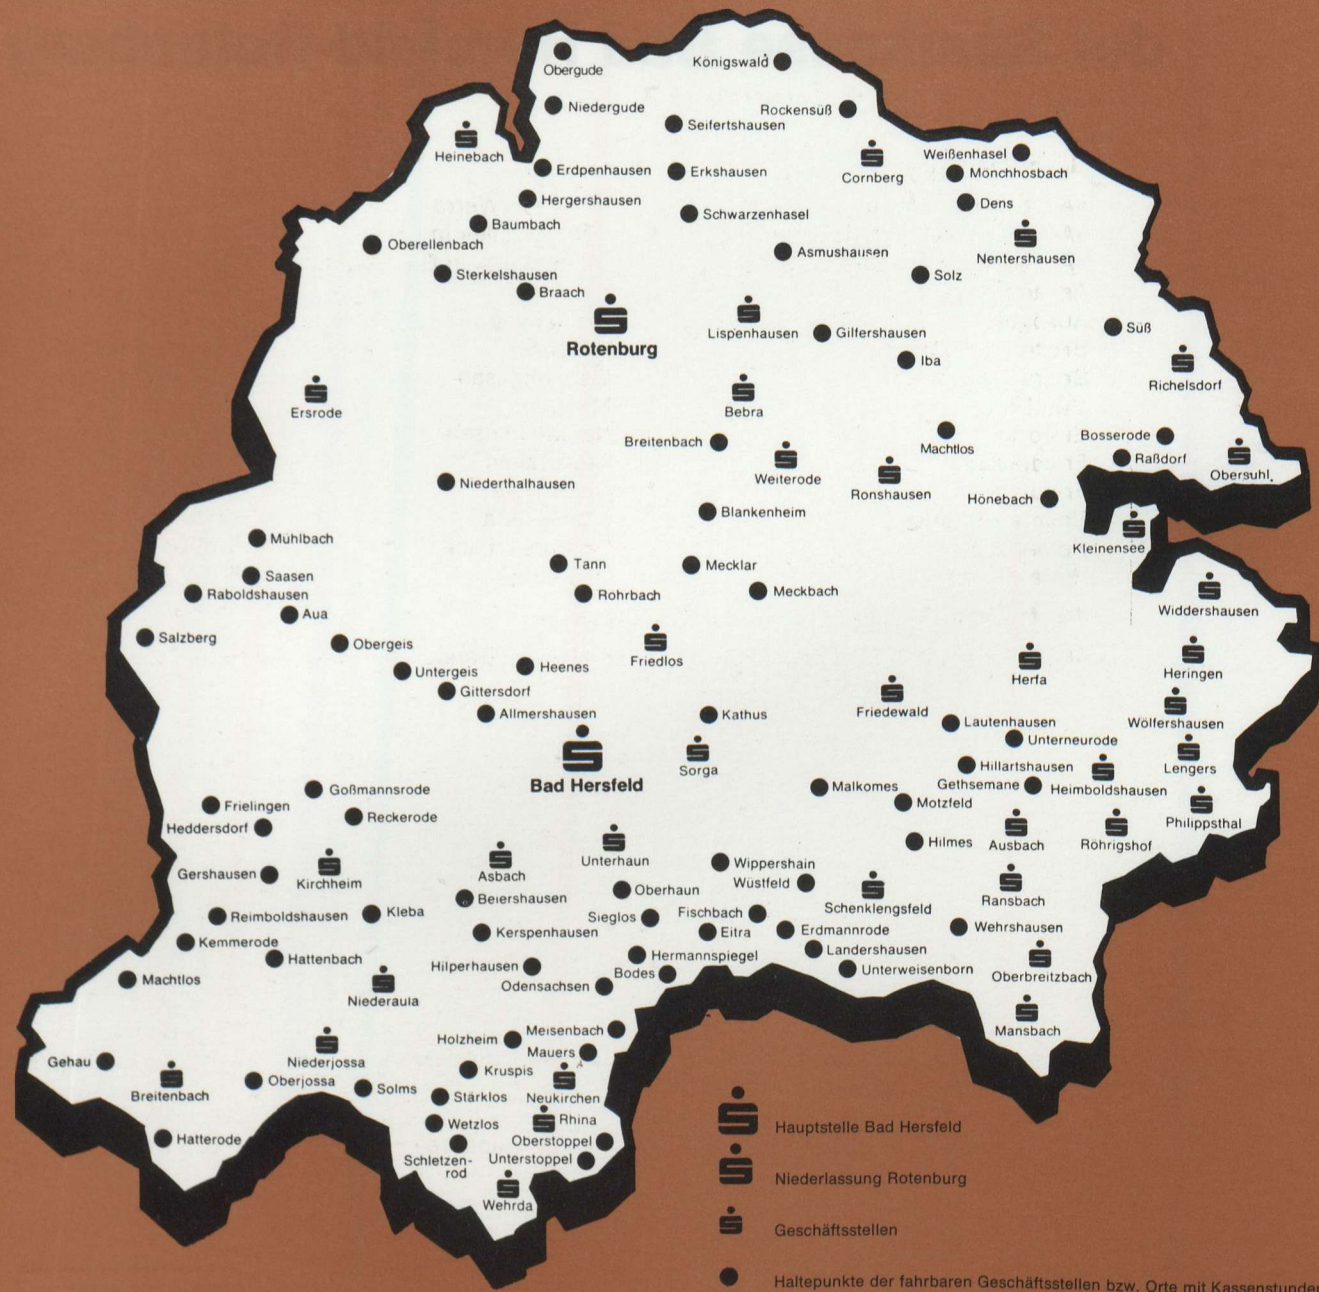 Obergude
Königswald
Niedergude
Rockensüß
Seifertshausen
Heinebach
Weißenhasel
Erdpenhausen
Erkshausen
Cornberg
Mönchhosbach
Hergershausen
Dens
Schwarzenhasel
Baumbach
Oberellenbach
Asmushausen
Nentershausen
Sterkelshausen
Solz
Braach
Rotenburg
Lispenhausen
Gilfershausen
Süß
Iba
Richelsdorf
Ersrode
Bebra
Breitenbach
Machtlos
Bosserode
Raßdorf
Weiterode
Ronshausen
Obersuhl
Niederthalhausen
Hönebach
Blankenheim
Mühlbach
Kleinensee
Tann
Mecklar
Saasen
Raboldshausen
Rohrbach
Meckbach
Widdershausen
Aua
Salzberg
Obergeis
Friedlos
Untergeis
Heenes
Herfa
Heringen
Gittersdorf
Allmershausen
Kathus
Friedewald
Lautenhausen
Wölfershausen
Unterneurode
Sorga
Hillartshausen
Lengers
Bad Hersfeld
Goßmannsrode
Malkomes
Gethsemane
Heimboldshausen
Frielingen
Motzfeld
Reckerode
Philippsthal
Heddersdorf
Hilmes
Ausbach
Röhrigshof
Unterhaun
Wippershain
Gershausen
Kirchheim
Asbach
Wüstfeld
Oberhaun
Beiershausen
Schenklengsfeld
Ransbach
Reimboldshausen
Kleba
Sieglos
Fischbach
Kerspenhausen
Eitra
Erdmannrode
Wehrshausen
Kemmerode
Hattenbach
Hermannspiegel
Landershausen
Hilperhausen
Bodes
Unterweisenborn
Oberbreitzbach
Machtlos
Niederaula
Odensachsen
Mansbach
Meisenbach
Holzheim
Mauers
Gehau
Niederjossa
Kruspis
Breitenbach
Oberjossa
Solms
Stärklos
Neukirchen
Wetzlos
Rhina
Hatterode
Oberstoppel
Schletzen-
rod
Unterstoppel
Wehrda
Hauptstelle Bad Hersfeld
Niederlassung Rotenburg
Geschäftsstellen
Haltepunkte der fahrbaren Geschäftsstellen bzw. Orte mit Kassenstunden